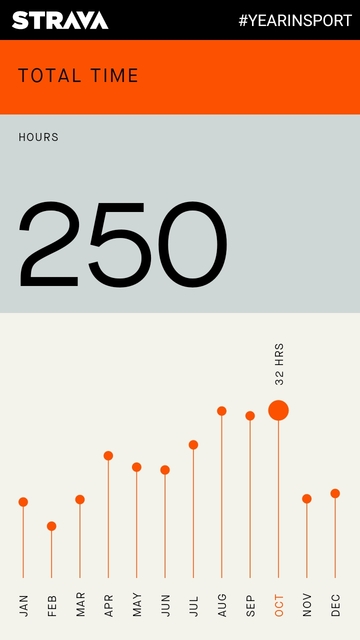 STRAVA
#YEARINSPORT
TOTAL TIME
HOURS
250
32 HRS
JAN
FEB
MAR
APR
MAY
JUN
JUL
AUG
SEP
OCT
NOV
DEC